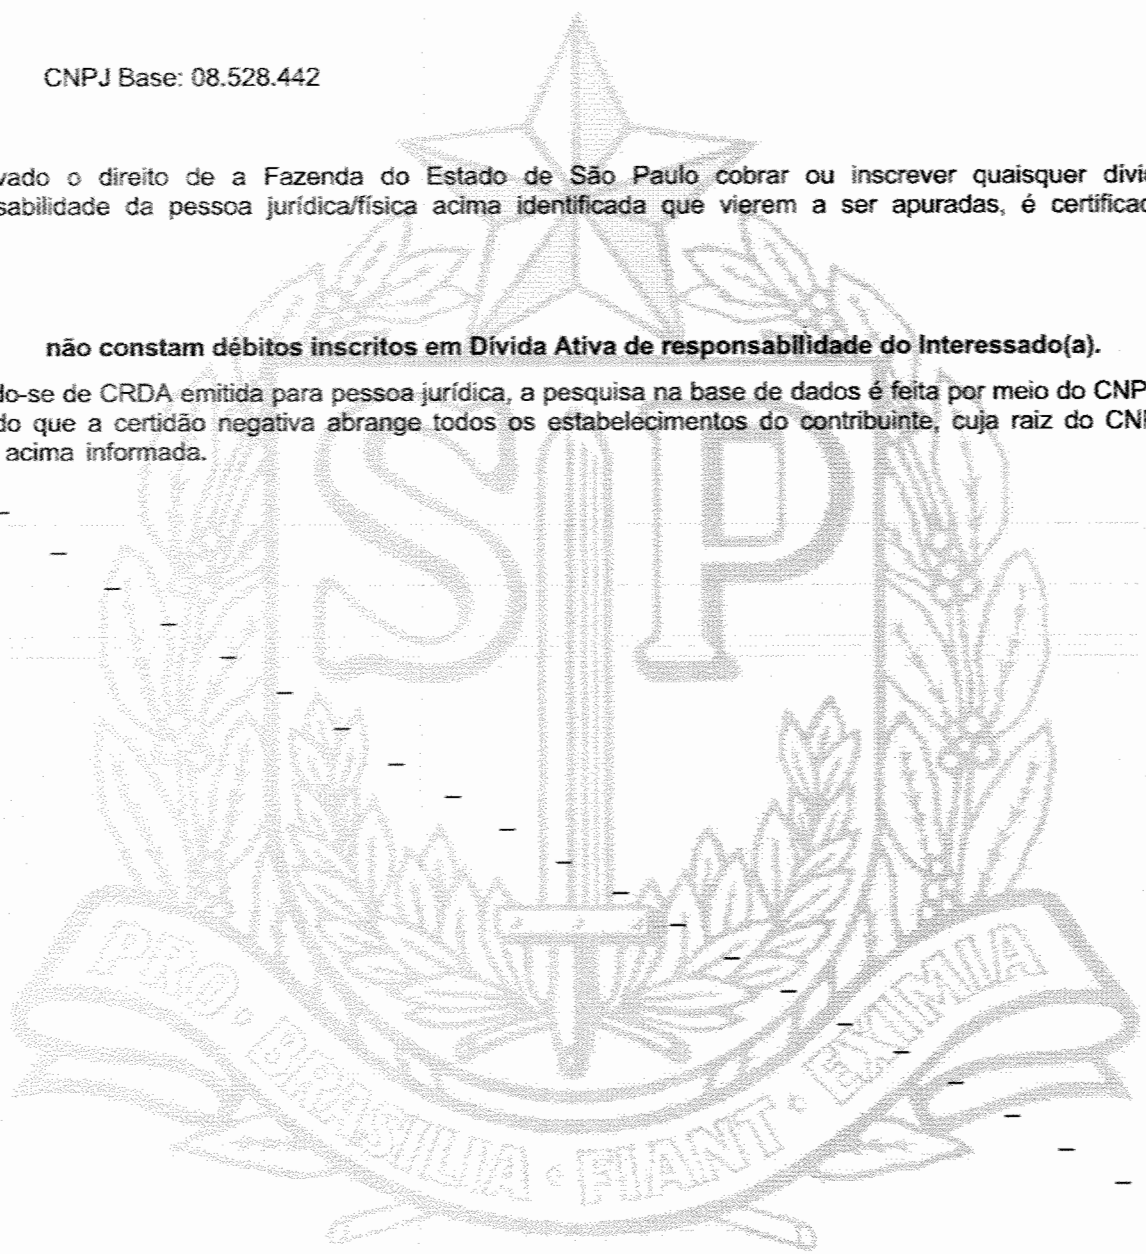 CNPJ Base: 08.528.442
vado o direito de a Fazenda do Estado de São Paulo cobrar ou inscrever quaisquer dívi
sabilidade da pessoa jurídica/física acima identificada que vierem a ser apuradas, é certificad
não constam débitos inscritos em Dívida Ativa de responsabilidade do Interessado(a).
do-se de CRDA emitida para pessoa jurídica, a pesquisa na base de dados é feita por meio do CNP
do que a certidão negativa abrange todos os estabelecimentos do contribuinte, cuja raiz do CN
acima informada.
SP
PRO · BRASILIA · FIANT · EXIMIA